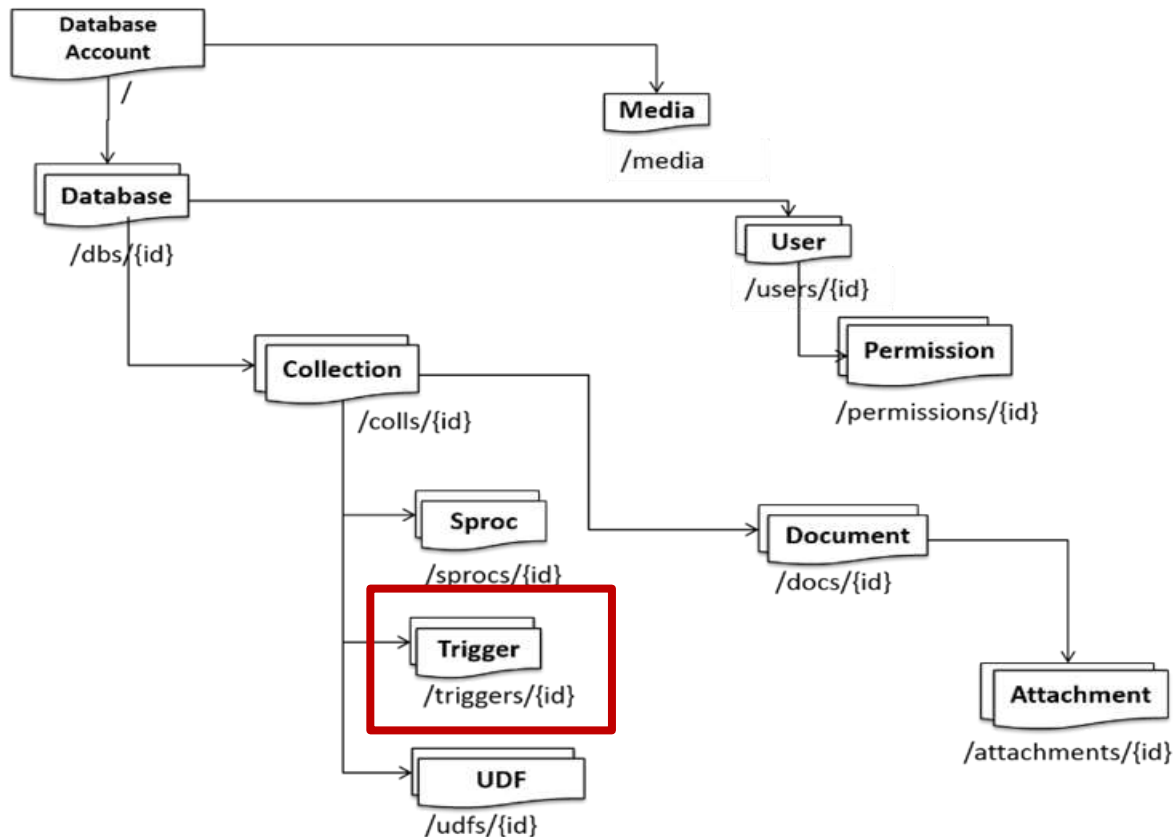 Database
Account
/
Media
/media
Database
/dbs/{id}
User
/users/{id}
Collection
/colls/{id}
Permission
/permissions/{id}
Sproc
/sprocs/{id}
Document
/docs/{id}
Trigger
/triggers/{id}
Attachment
/attachments/{id}
UDF
/udfs/{id}